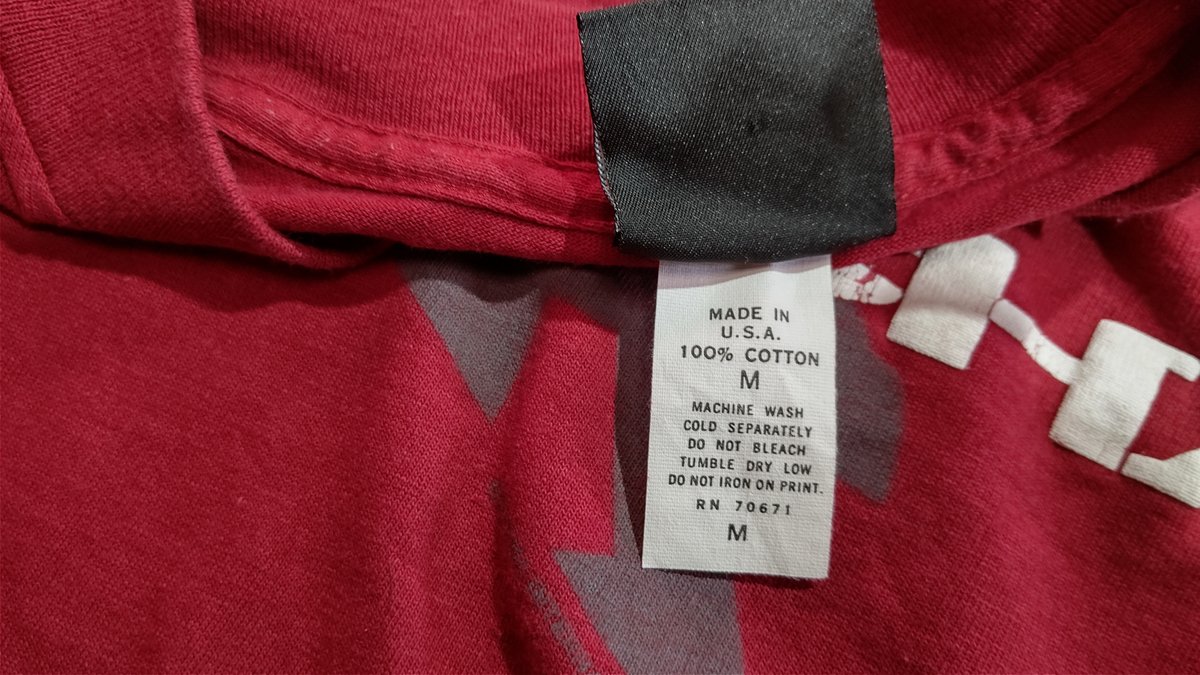 MADE IN
U.S.A.
100% COTTON
M
MACHINE WASH
COLD SEPARATELY
DO NOT BLEACH
TUMBLE DRY LOW
DO NOT IRON ON PRINT.
RN 70671
M